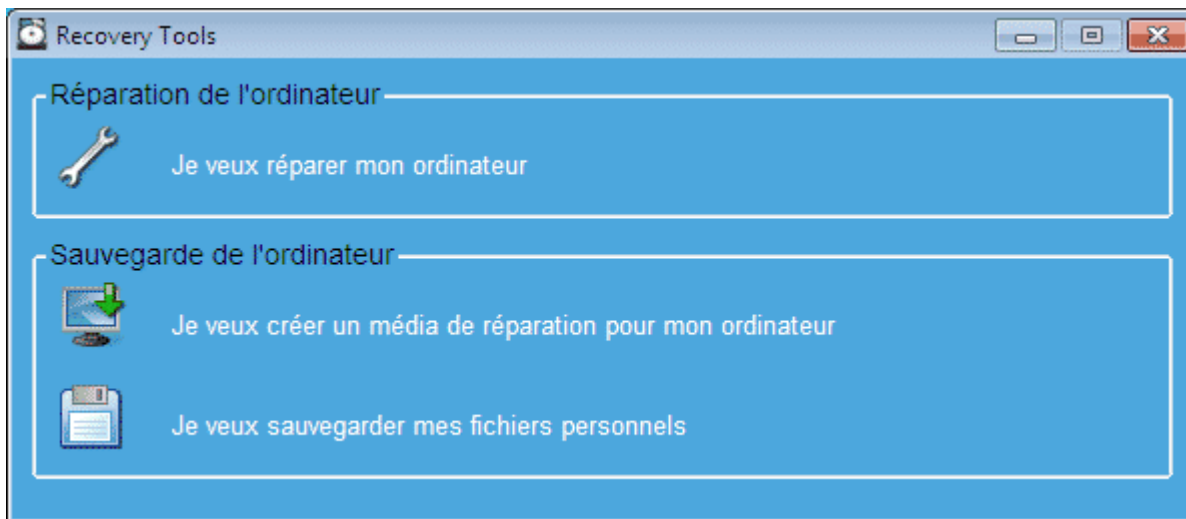 Recovery Tools
Réparation de l'ordinateur
Je veux réparer mon ordinateur
Sauvegarde de l'ordinateur
Je veux créer un média de réparation pour mon ordinateur
Je veux sauvegarder mes fichiers personnels